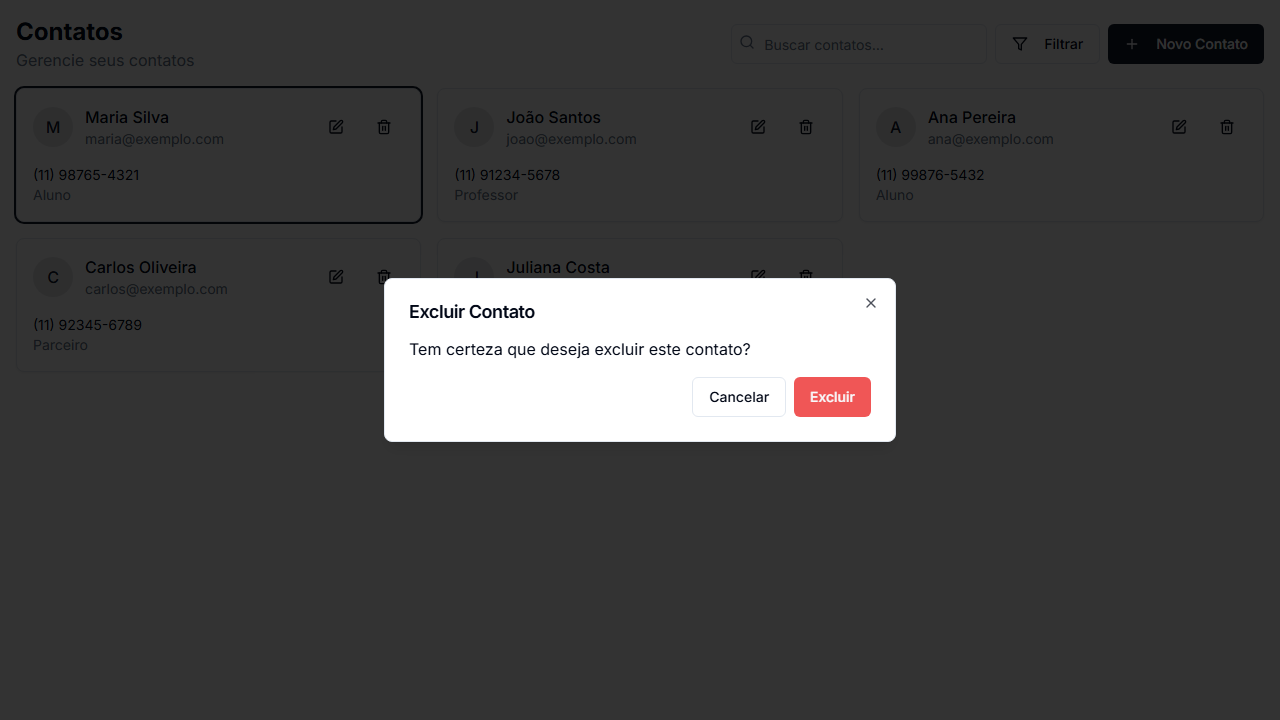 Contatos
Gerencie seus contatos
Buscar contatos...
Filtrar
Novo Contato
M
Maria Silva
maria@exemplo.com
(11) 98765-4321
Aluno
J
João Santos
joao@exemplo.com
(11) 91234-5678
Professor
A
Ana Pereira
ana@exemplo.com
(11) 99876-5432
Aluno
C
Carlos Oliveira
carlos@exemplo.com
(11) 92345-6789
Parceiro
Juliana Costa
Excluir Contato
Tem certeza que deseja excluir este contato?
Cancelar
Excluir